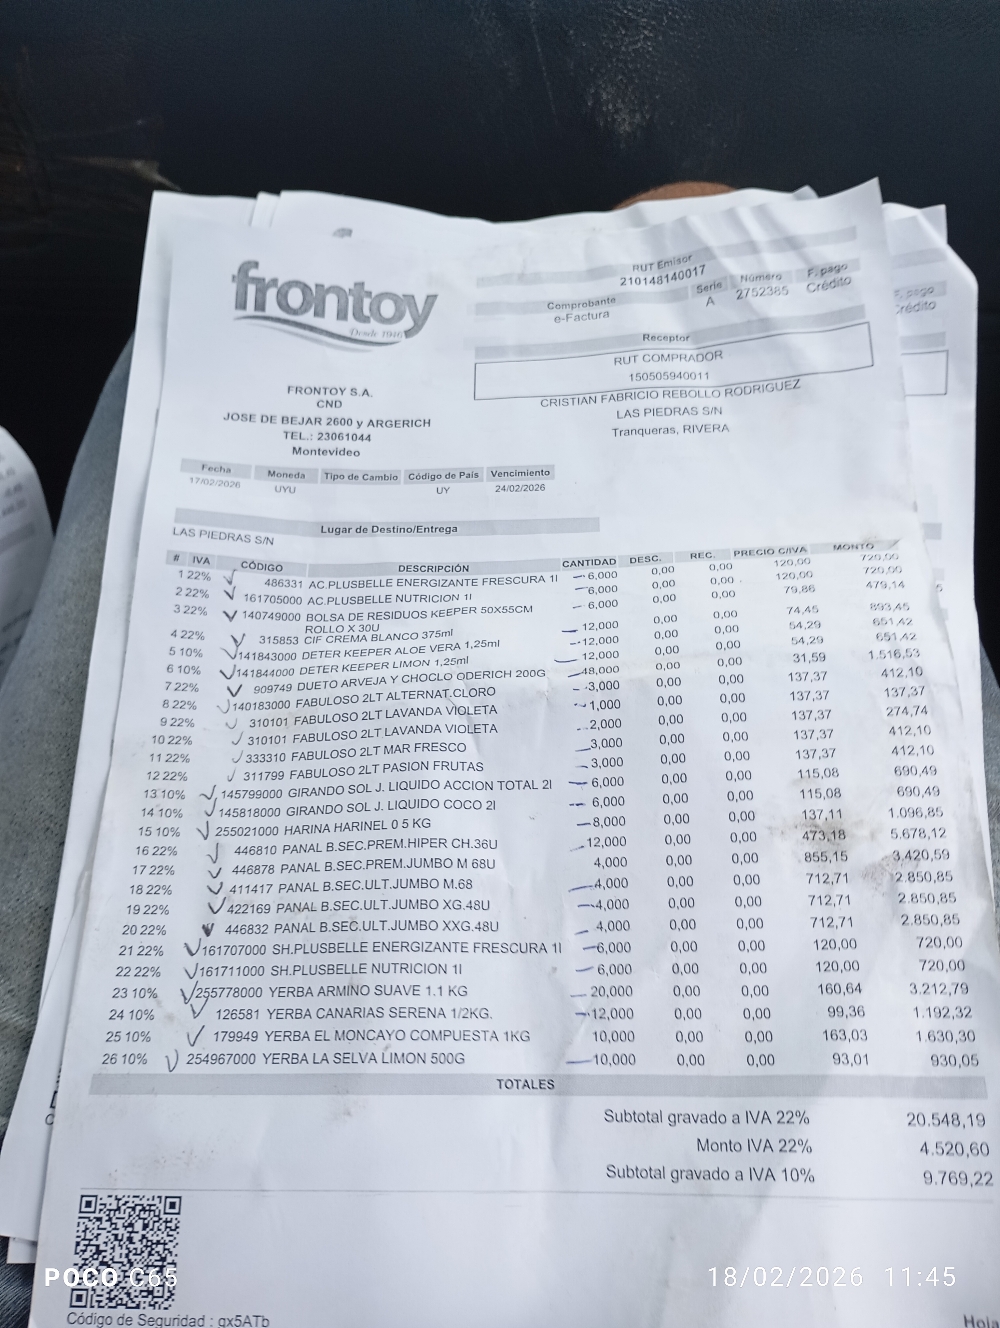 frontoy
Desde 1916
RUT Emisor
210148140017
Comprobante Serie Número F. pago
e-Factura A 2752385 Crédito
Receptor
RUT COMPRADOR
150505940011
CRISTIAN FABRICIO REBOLLO RODRIGUEZ
LAS PIEDRAS S/N
Tranqueras, RIVERA
F. pago
FRONTOY S.A.
CND
JOSE DE BEJAR 2600 y ARGERICH
TEL.: 23061044
Montevideo
Fecha Moneda Tipo de Cambio Código de País Vencimiento
17/02/2026 UYU UY 24/02/2026
Lugar de Destino/Entrega
LAS PIEDRAS S/N
# IVA CÓDIGO DESCRIPCIÓN CANTIDAD DESC. REC. PRECIO C/IVA MONTO
1 22% 486331 AC.PLUSBELLE ENERGIZANTE FRESCURA 1l 6,000 0,00 0,00 120,00 720,00
2 22% 161705000 AC.PLUSBELLE NUTRICION 1l 6,000 0,00 0,00 120,00 720,00
3 22% 140749000 BOLSA DE RESIDUOS KEEPER 50X55CM 6,000 0,00 0,00 79,86 479,14
ROLLO X 30U
4 22% 315853 CIF CREMA BLANCO 375ml 12,000 0,00 0,00 74,45 893,45
5 10% 141843000 DETER KEEPER ALOE VERA 1,25ml 12,000 0,00 0,00 54,29 651,42
6 10% 141844000 DETER KEEPER LIMON 1,25ml 12,000 0,00 0,00 54,29 651,42
7 22% 909749 DUETO ARVEJA Y CHOCLO ODERICH 200G 48,000 0,00 0,00 31,59 1.516,53
8 22% 140183000 FABULOSO 2LT ALTERNAT.CLORO 3,000 0,00 0,00 137,37 412,10
9 22% 310101 FABULOSO 2LT LAVANDA VIOLETA 1,000 0,00 0,00 137,37 137,37
10 22% 310101 FABULOSO 2LT LAVANDA VIOLETA 2,000 0,00 0,00 137,37 274,74
11 22% 333310 FABULOSO 2LT MAR FRESCO 3,000 0,00 0,00 137,37 412,10
12 22% 311799 FABULOSO 2LT PASION FRUTAS 3,000 0,00 0,00 137,37 412,10
13 10% 145799000 GIRANDO SOL J. LIQUIDO ACCION TOTAL 2l 6,000 0,00 0,00 115,08 690,49
14 10% 145818000 GIRANDO SOL J. LIQUIDO COCO 2l 6,000 0,00 0,00 115,08 690,49
15 10% 255021000 HARINA HARINEL 0 5 KG 8,000 0,00 0,00 137,11 1.096,85
16 22% 446810 PANAL B.SEC.PREM.HIPER CH.36U 12,000 0,00 0,00 473,18 5.678,12
17 22% 446878 PANAL B.SEC.PREM.JUMBO M 68U 4,000 0,00 0,00 855,15 3.420,59
18 22% 411417 PANAL B.SEC.ULT.JUMBO M.68 4,000 0,00 0,00 712,71 2.850,85
19 22% 422169 PANAL B.SEC.ULT.JUMBO XG.48U 4,000 0,00 0,00 712,71 2.850,85
20 22% 446832 PANAL B.SEC.ULT.JUMBO XXG.48U 4,000 0,00 0,00 712,71 2.850,85
21 22% 161707000 SH.PLUSBELLE ENERGIZANTE FRESCURA 1l 6,000 0,00 0,00 120,00 720,00
22 22% 161711000 SH.PLUSBELLE NUTRICION 1l 6,000 0,00 0,00 120,00 720,00
23 10% 255778000 YERBA ARMINO SUAVE 1.1 KG 20,000 0,00 0,00 160,64 3.212,79
24 10% 126581 YERBA CANARIAS SERENA 1/2KG. 12,000 0,00 0,00 99,36 1.192,32
25 10% 179949 YERBA EL MONCAYO COMPUESTA 1KG 10,000 0,00 0,00 163,03 1.630,30
26 10% 254967000 YERBA LA SELVA LIMON 500G 10,000 0,00 0,00 93,01 930,05
TOTALES
Subtotal gravado a IVA 22% 20.548,19
Monto IVA 22% 4.520,60
Subtotal gravado a IVA 10% 9.769,22
POCO C65
18/02/2026 11:45
Código de Seguridad : gx5ATb